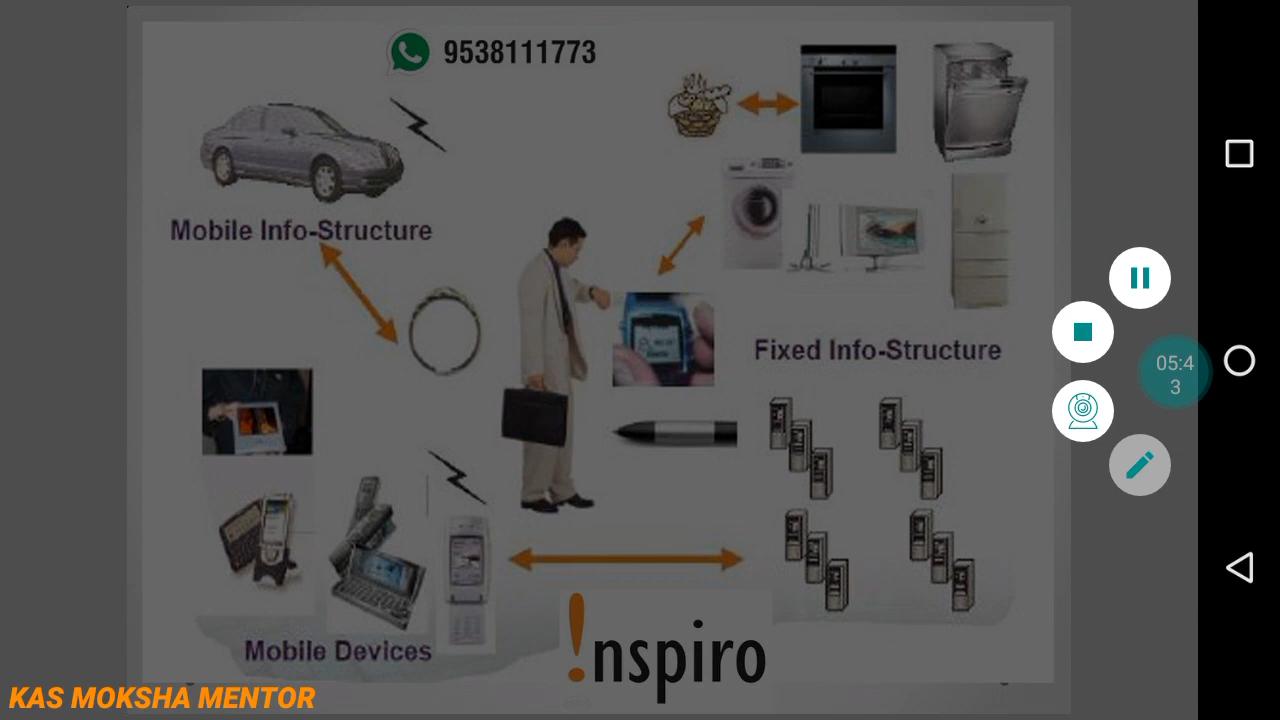 9538111773
Mobile Info-Structure
Fixed Info-Structure
05:4
3
Mobile Devices
!nspiro
KAS MOKSHA MENTOR